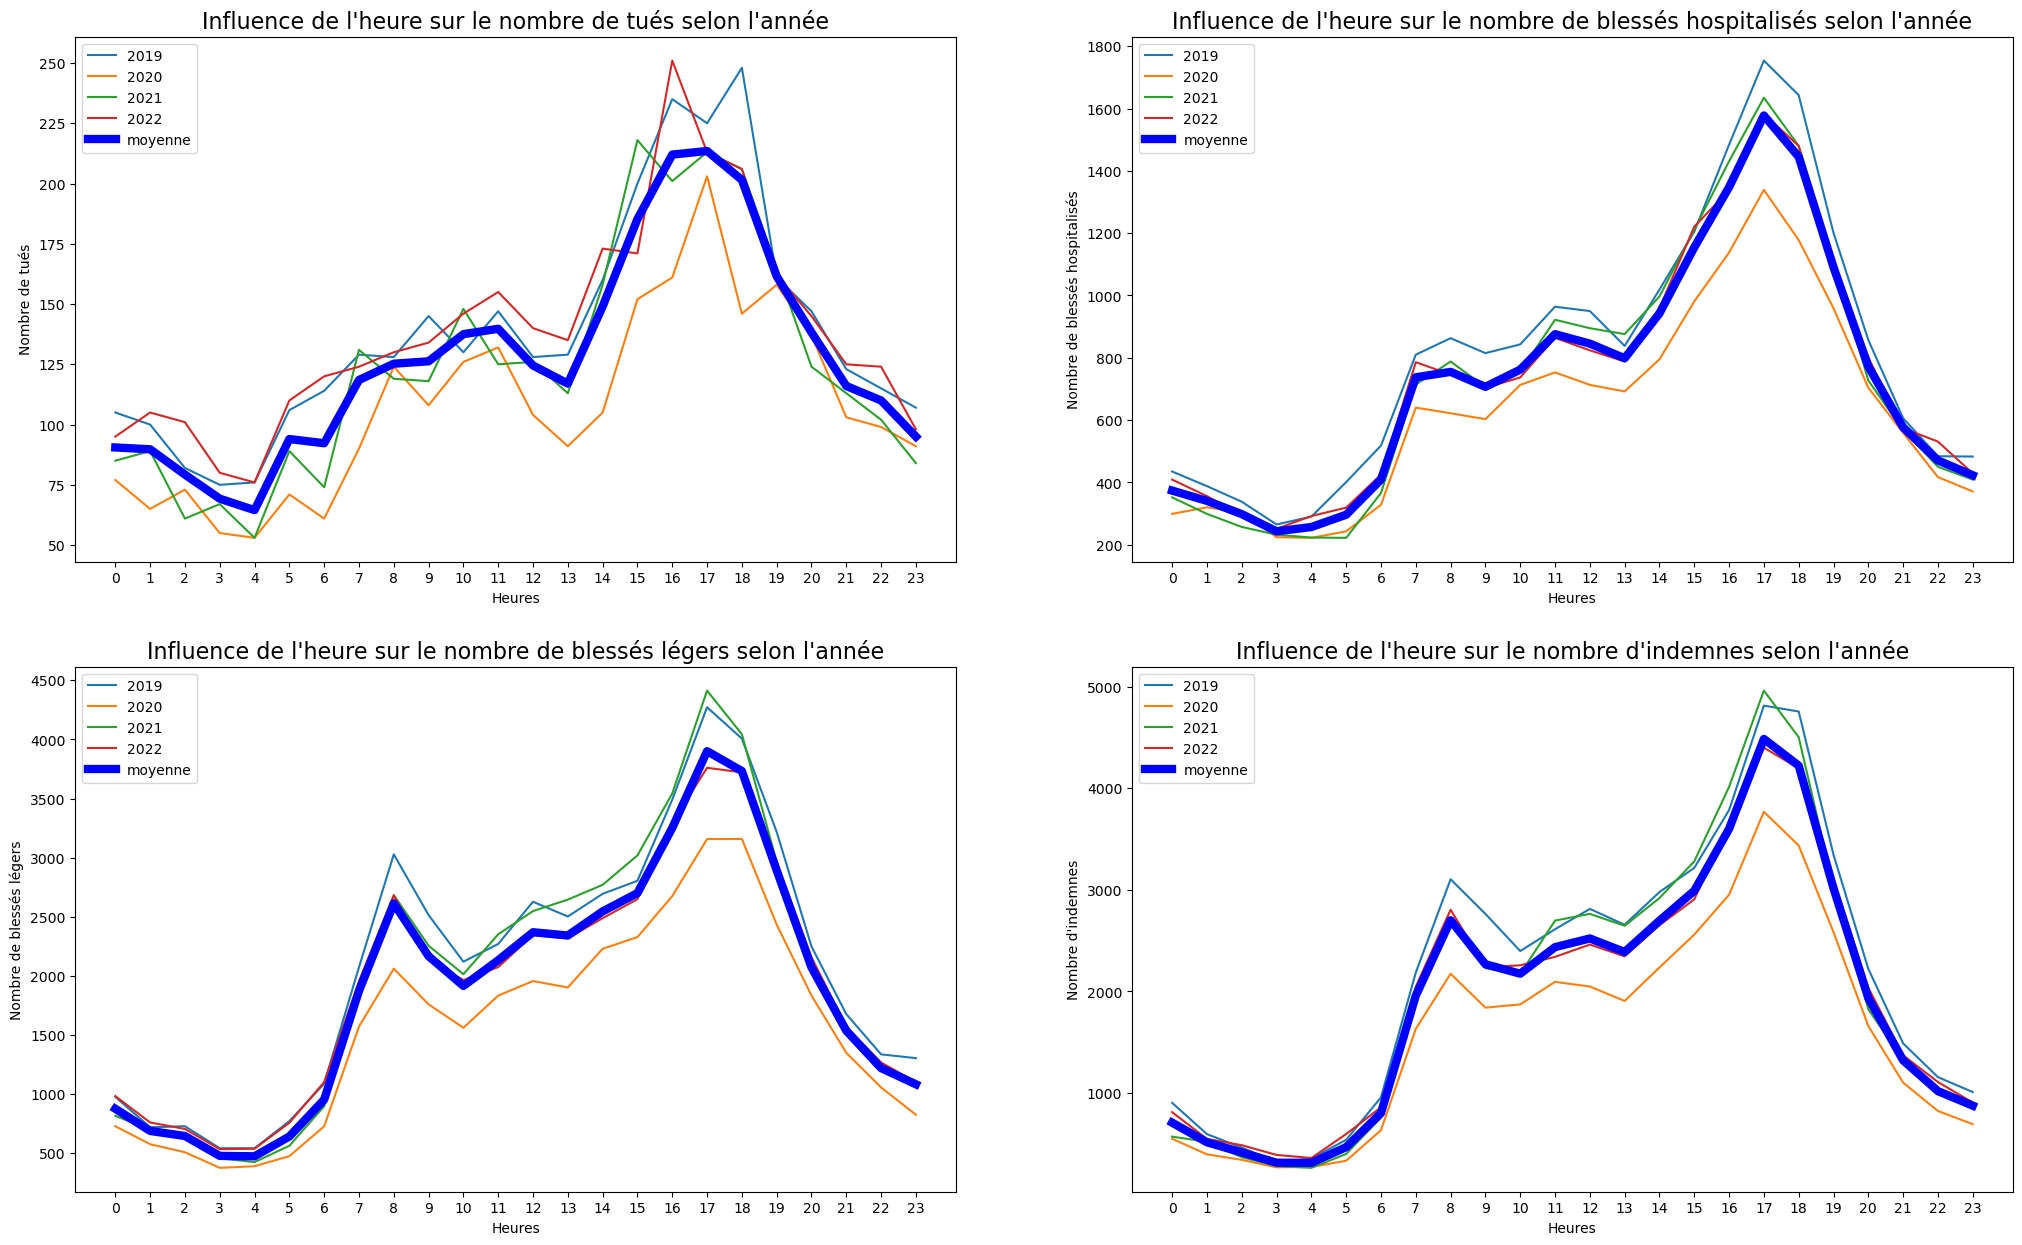 Influence de l'heure sur le nombre de tués selon l'année
2019
2020
2021
2022
moyenne
Nombre de tués
250
225
200
175
150
125
100
75
50
0 1 2 3 4 5 6 7 8 9 10 11 12 13 14 15 16 17 18 19 20 21 22 23
Heures
Influence de l'heure sur le nombre de blessés hospitalisés selon l'année
2019
2020
2021
2022
moyenne
Nombre de blessés hospitalisés
1800
1600
1400
1200
1000
800
600
400
200
0 1 2 3 4 5 6 7 8 9 10 11 12 13 14 15 16 17 18 19 20 21 22 23
Heures
Influence de l'heure sur le nombre de blessés légers selon l'année
2019
2020
2021
2022
moyenne
Nombre de blessés légers
4500
4000
3500
3000
2500
2000
1500
1000
500
0 1 2 3 4 5 6 7 8 9 10 11 12 13 14 15 16 17 18 19 20 21 22 23
Heures
Influence de l'heure sur le nombre d'indemnes selon l'année
2019
2020
2021
2022
moyenne
Nombre d'indemnes
5000
4000
3000
2000
1000
0 1 2 3 4 5 6 7 8 9 10 11 12 13 14 15 16 17 18 19 20 21 22 23
Heures